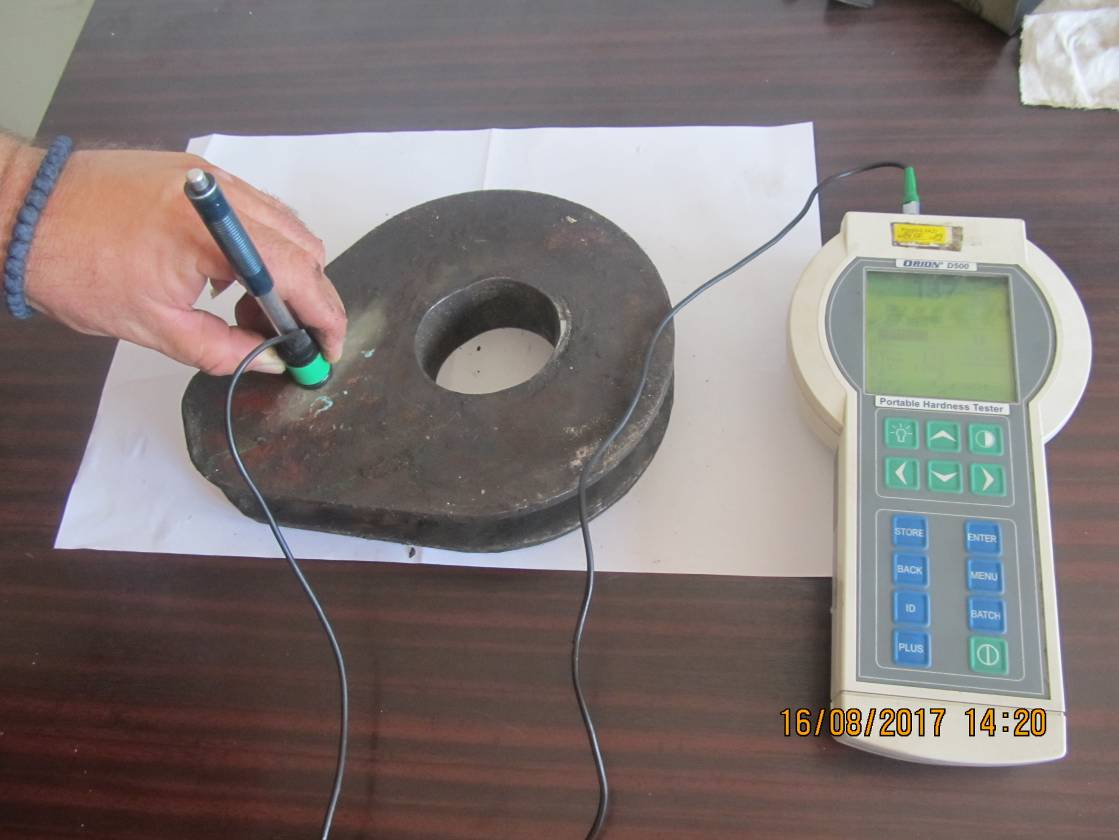 ORION® D500
Portable Hardness Tester
STORE
ENTER
BACK
MENU
ID
BATCH
PLUS
16/08/2017 14:20